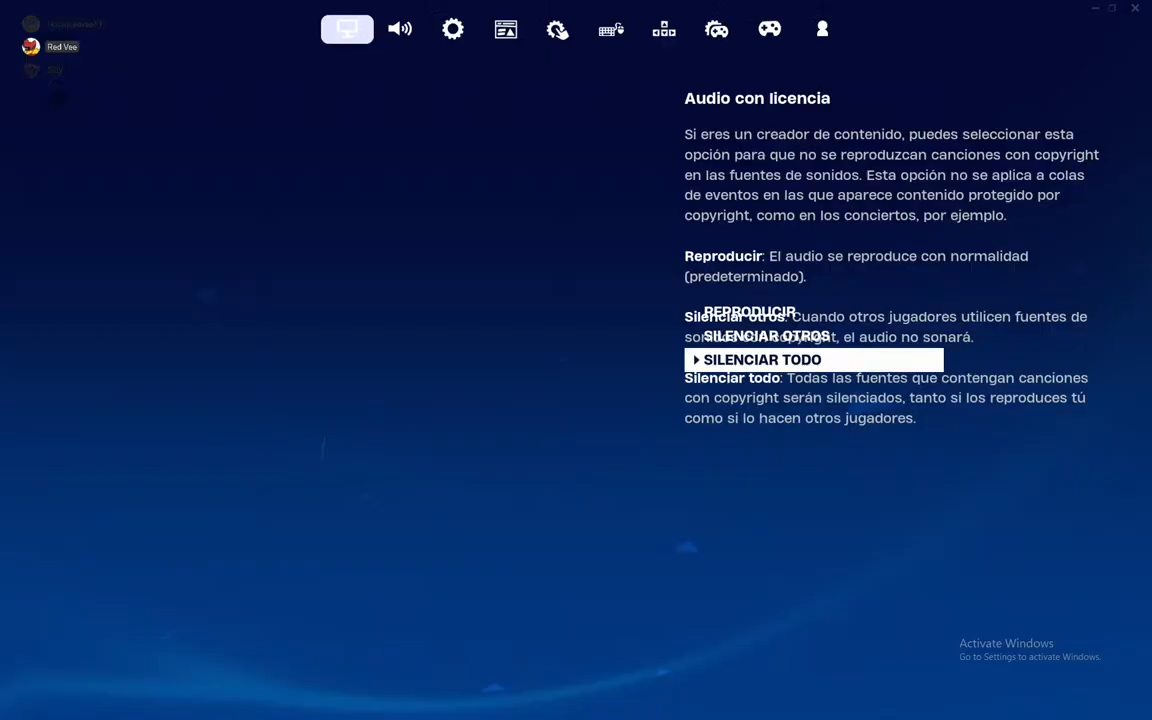 Red Vee
Audio con licencia
Si eres un creador de contenido, puedes seleccionar esta
opción para que no se reproduzcan canciones con copyright
en las fuentes de sonidos. Esta opción no se aplica a colas
de eventos en las que aparece contenido protegido por
copyright, como en los conciertos, por ejemplo.
Reproducir: El audio se reproduce con normalidad
(predeterminado).
REPRODUCIR
Silenciar otros: Cuando otros jugadores utilicen fuentes de
SILENCIAR OTROS
sonidos con copyright, el audio no sonará.
SILENCIAR TODO
Silenciar todo: Todas las fuentes que contengan canciones
con copyright serán silenciados, tanto si los reproduces tú
como si lo hacen otros jugadores.
Activate Windows
Go to Settings to activate Windows.